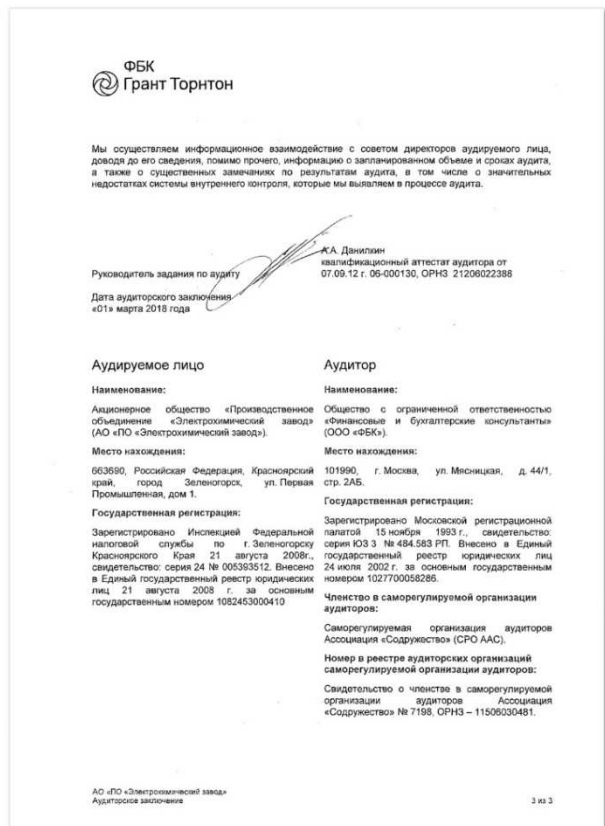 ФБК
Грант Торнтон
Мы осуществляем информационное взаимодействие с советом директоров аудируемого лица,
доводя до его сведения, помимо прочего, информацию о запланированном объеме и сроках аудита,
а также о существенных замечаниях по результатам аудита, в том числе о значительных
недостатках системы внутреннего контроля, которые мы выявляем в процессе аудита.
А.А. Данилкин
квалификационный аттестат аудитора от
Руководитель задания по аудиту
07.09.12 г. 06-000130, ОРНЗ 21206022388
Дата аудиторского заключения
«01» марта 2018 года
Аудируемое лицо
Наименование:
Акционерное общество «Производственное
объединение «Электрохимический завод»
(АО «ПО «Электрохимический завод»).
Место нахождения:
663690, Российская Федерация, Красноярский
край, город Зеленогорск, ул. Первая
Промышленная, дом 1.
Государственная регистрация:
Зарегистрировано Инспекцией Федеральной
налоговой службы по г. Зеленогорску
Красноярского Края 21 августа 2008г.,
свидетельство: серия 24 № 005393512. Внесено
в Единый государственный реестр юридических
лиц 21 августа 2008 г. за основным
государственным номером 1082453000410
Аудитор
Наименование:
Общество с ограниченной ответственностью
«Финансовые и бухгалтерские консультанты»
(ООО «ФБК»).
Место нахождения:
101990, г. Москва, ул. Мясницкая, д. 44/1,
стр. 2АБ.
Государственная регистрация:
Зарегистрировано Московской регистрационной
палатой 15 ноября 1993 г., свидетельство:
серия ЮЗ 3 № 484.583 РП. Внесено в Единый
государственный реестр юридических лиц
24 июля 2002 г. за основным государственным
номером 1027700058286.
Членство в саморегулируемой организации
аудиторов:
Саморегулируемая организация аудиторов
Ассоциация «Содружество» (СРО ААС).
Номер в реестре аудиторских организаций
саморегулируемой организации аудиторов:
Свидетельство о членстве в саморегулируемой
организации аудиторов Ассоциация
«Содружество» № 7198, ОРНЗ – 11506030481.
АО «ПО «Электрохимический завод»
Аудиторское заключение
3 из 3